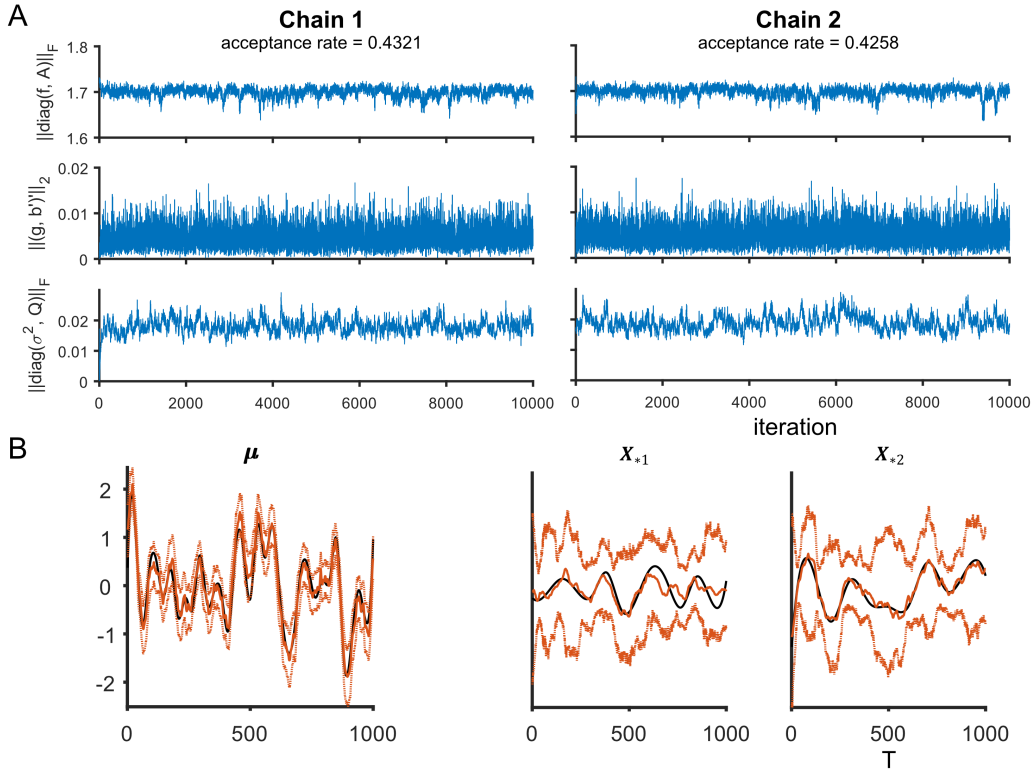 A
Chain 1
Chain 2
acceptance rate = 0.4321
acceptance rate = 0.4258
||diag(f, A)||F
1.8
1.7
1.6
||(g, b')'||2
0.02
0.01
0
||diag(σ², Q)||F
0.02
0.01
0
0 2000 4000 6000 8000 10000
0 2000 4000 6000 8000 10000
iteration
B
μ
X*1
X*2
2
1
0
-1
-2
0 500 1000
0 500 1000
0 500 1000
T